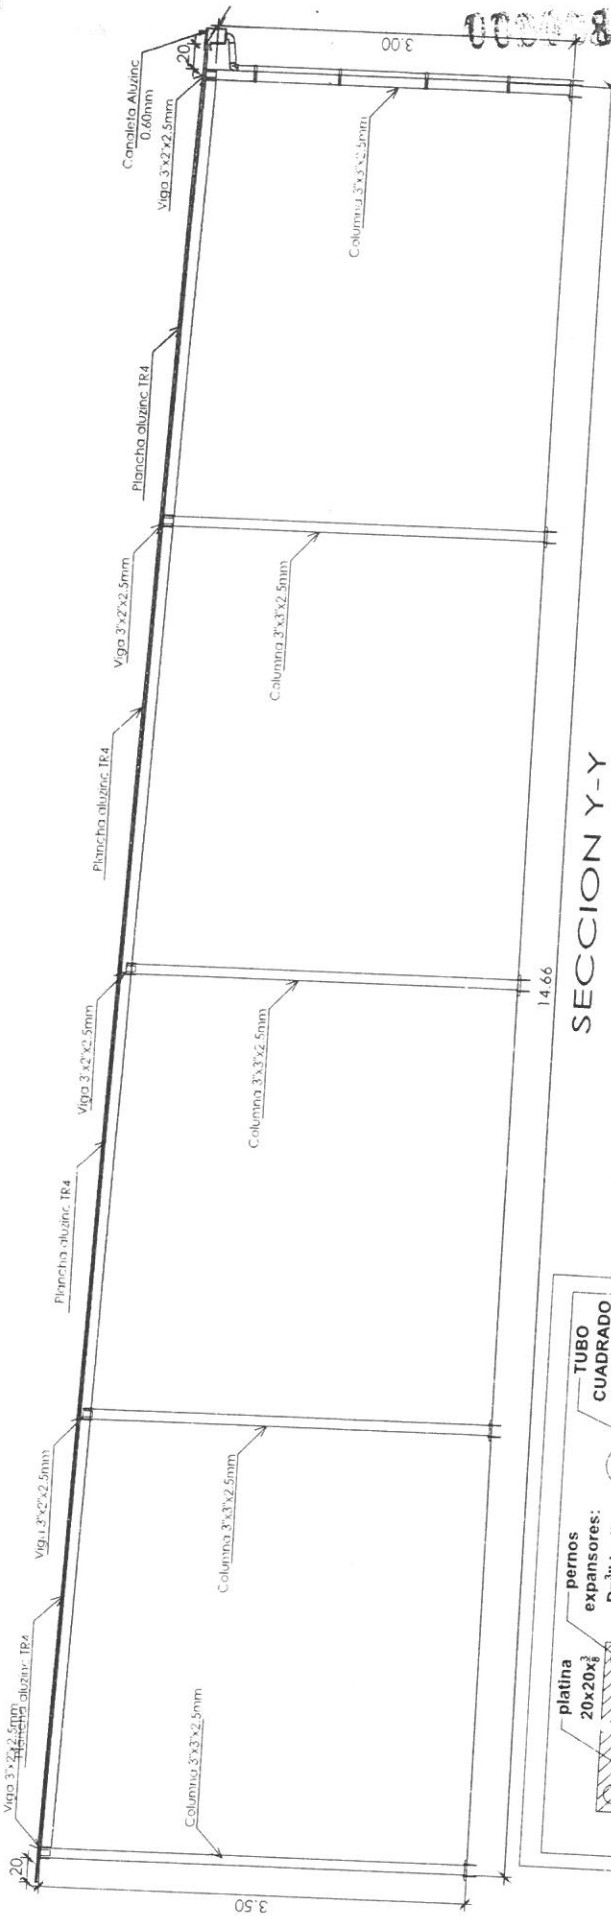 Canaleta Aluzinc
0.60mm
Viga 3"x2"x2.5mm
20
3.00
Columna 3"x3"x2.5mm
Plancha aluzinc TR4
Viga 3"x2"x2.5mm
Columna 3"x3"x2.5mm
Plancha aluzinc TR4
Viga 3"x2"x2.5mm
Columna 3"x3"x2.5mm
Plancha aluzinc TR4
Viga 3"x2"x2.5mm
Columna 3"x3"x2.5mm
Plancha aluzinc TR4
Viga 3"x2"x2.5mm
Columna 3"x3"x2.5mm
20
3.50
14.66
SECCION Y-Y
platina
20x20x3/8
pernos
expansores:
TUBO
CUADRADO